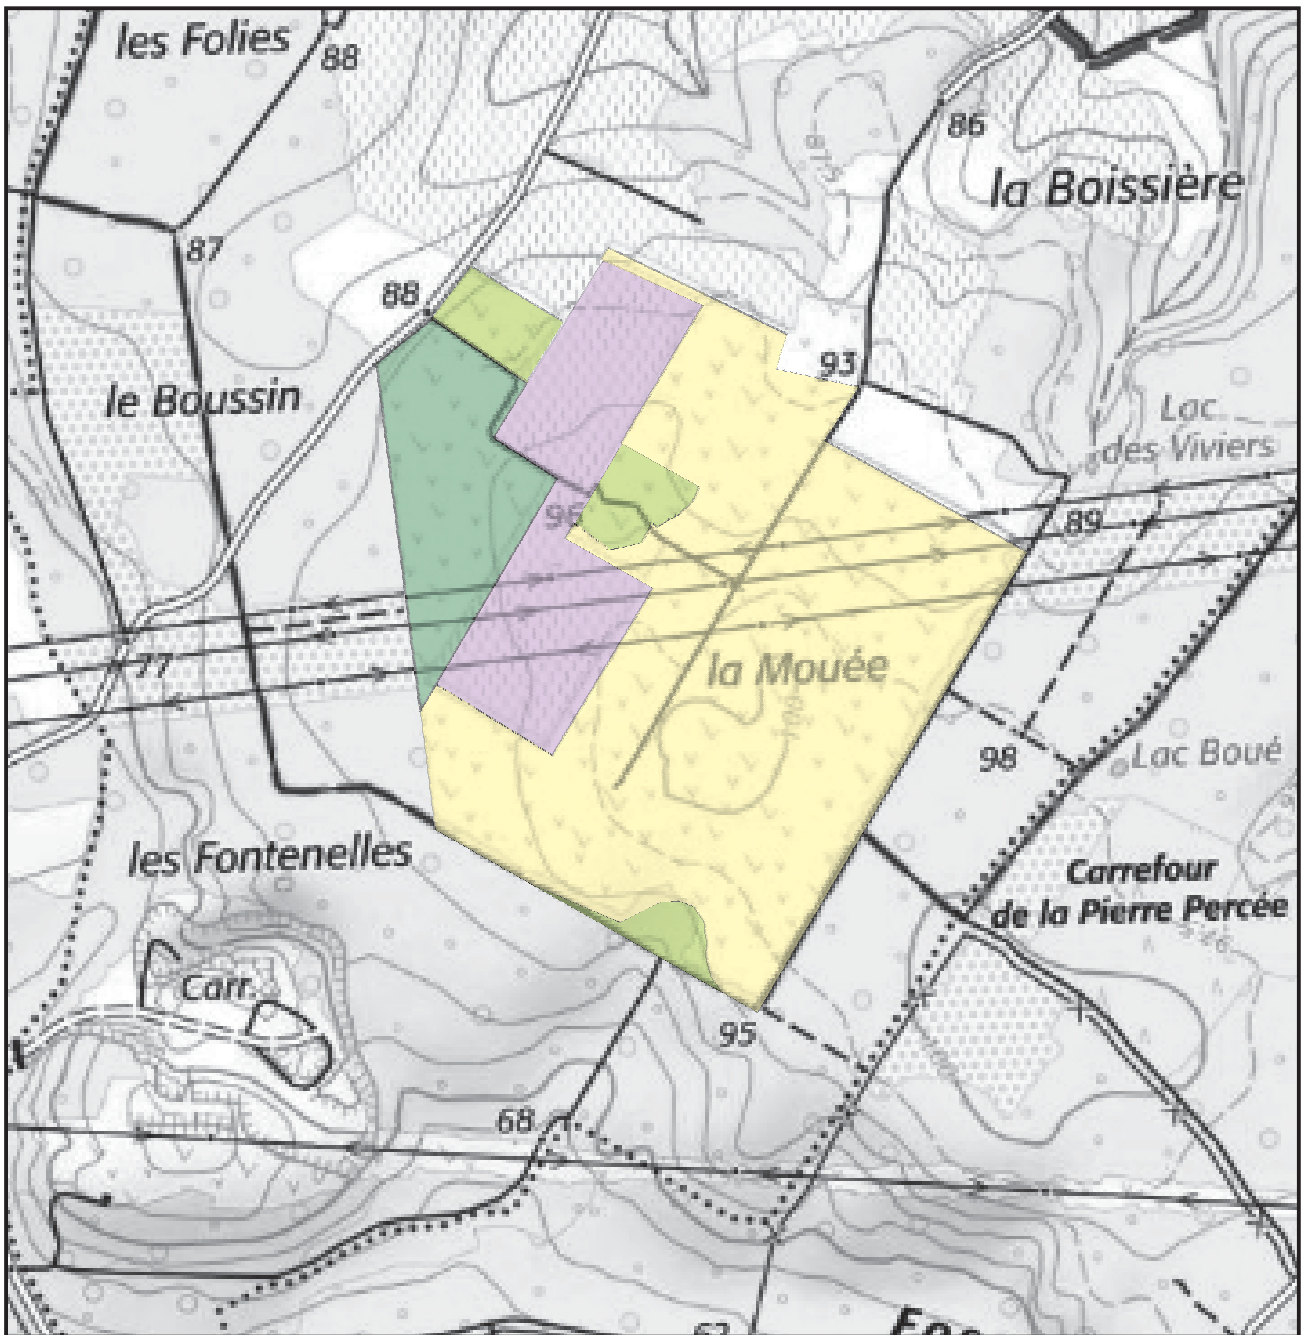 les Folies
88
86
la Boissière
87
88
93
le Boussin
Lac
des Viviers
96
89
77
la Mouée
98
Lac Boué
les Fontenelles
Carrefour
de la Pierre Percée
Carr.
95
68